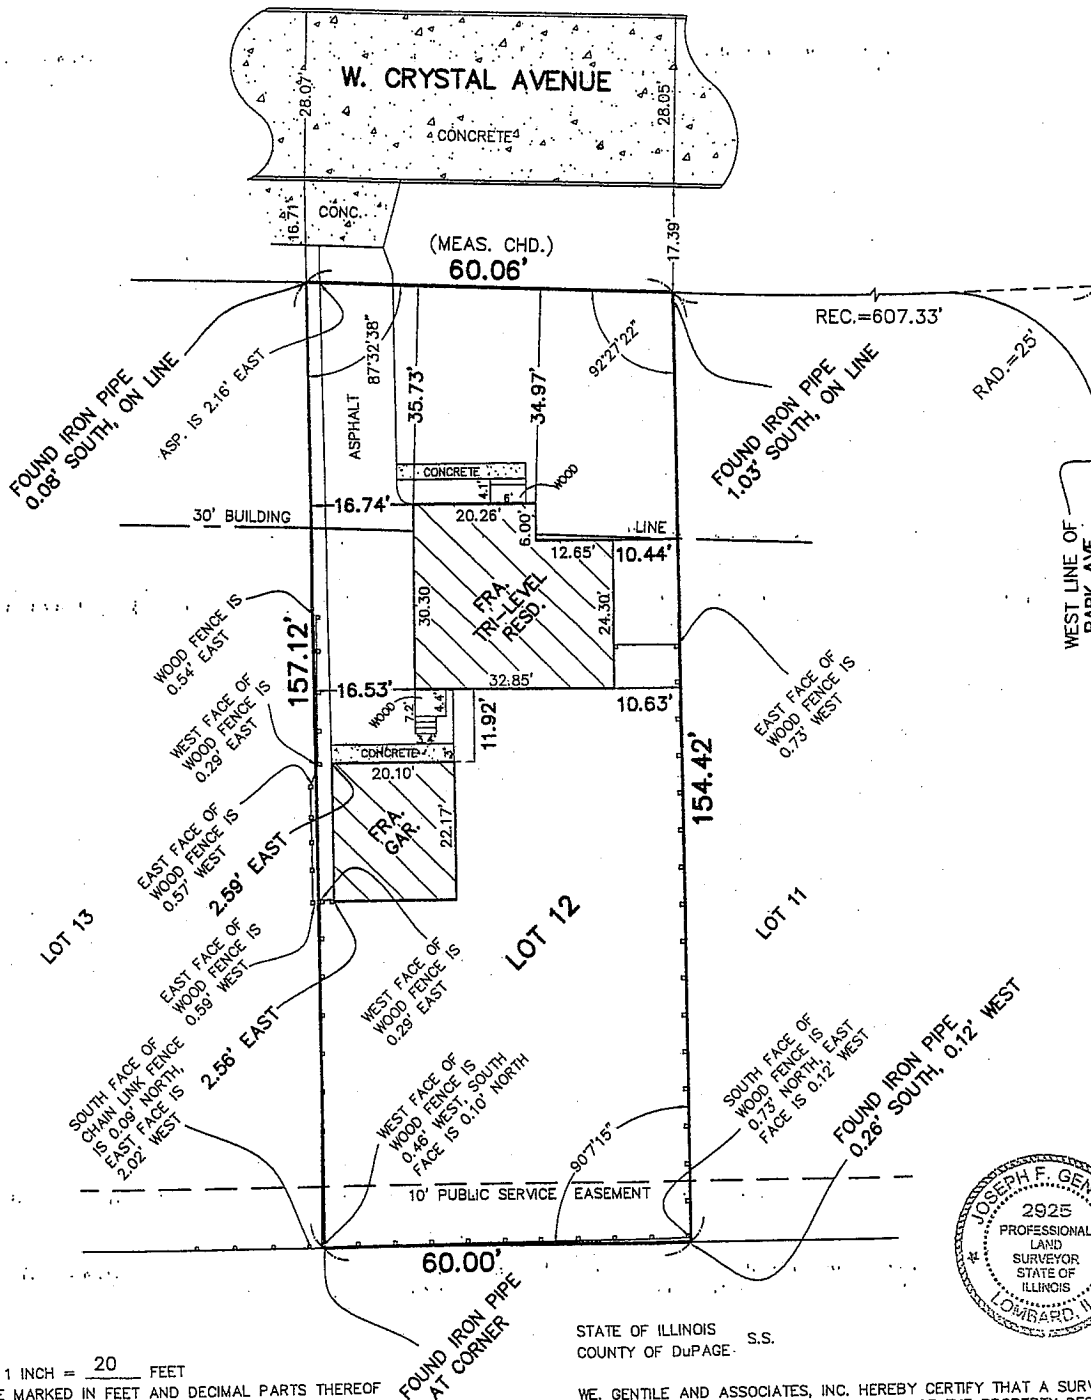 28.07'
W. CRYSTAL AVENUE
28.05'
CONCRETE
16.71'
CONC.
(MEAS. CHD.)
60.06'
17.39'
REC.=607.33'
RAD.=25'
FOUND IRON PIPE
0.08' SOUTH, ON LINE
ASP. IS 2.16' EAST
87°32'38"
ASPHALT
35.73'
34.97'
92°27'22"
FOUND IRON PIPE
1.03' SOUTH, ON LINE
WEST LINE OF
PARK AVE.
CONCRETE
WOOD
4.1'
6'
16.74'
20.26'
6.00'
30' BUILDING
LINE
12.65'
10.44'
30.30
FRA.
TRI-LEVEL
RESD.
24.30'
WOOD FENCE IS
0.54' EAST
157.12'
16.53'
32.85'
10.63'
EAST FACE OF
WOOD FENCE IS
0.73' WEST
WEST FACE OF
WOOD FENCE IS
0.29' EAST
WOOD
7.2'
4.4'
11.92'
CONCRETE
20.10'
154.42'
EAST FACE OF
WOOD FENCE IS
0.57' WEST
2.59' EAST
FRA.
GAR.
22.17'
LOT 13
LOT 12
LOT 11
EAST FACE OF
WOOD FENCE IS
0.59' WEST
2.56' EAST
WEST FACE OF
WOOD FENCE IS
0.29' EAST
SOUTH FACE OF
CHAIN LINK FENCE
IS 0.09' NORTH,
EAST FACE IS
2.02' WEST
WEST FACE OF
WOOD FENCE IS
0.46' WEST, SOUTH
FACE IS 0.10' NORTH
SOUTH FACE OF
WOOD FENCE IS
0.73' NORTH, EAST
FACE IS 0.12' WEST
FOUND IRON PIPE
0.26' SOUTH, 0.12' WEST
90°7'15"
10' PUBLIC SERVICE EASEMENT
60.00'
FOUND IRON PIPE
AT CORNER
JOSEPH F. GEN
2925
PROFESSIONAL
LAND
SURVEYOR
STATE OF
ILLINOIS
LOMBARD, IL
STATE OF ILLINOIS
COUNTY OF DuPAGE S.S.
1 INCH = 20 FEET
MARKED IN FEET AND DECIMAL PARTS THEREOF
WE, GENTILE AND ASSOCIATES, INC. HEREBY CERTIFY THAT A SURV